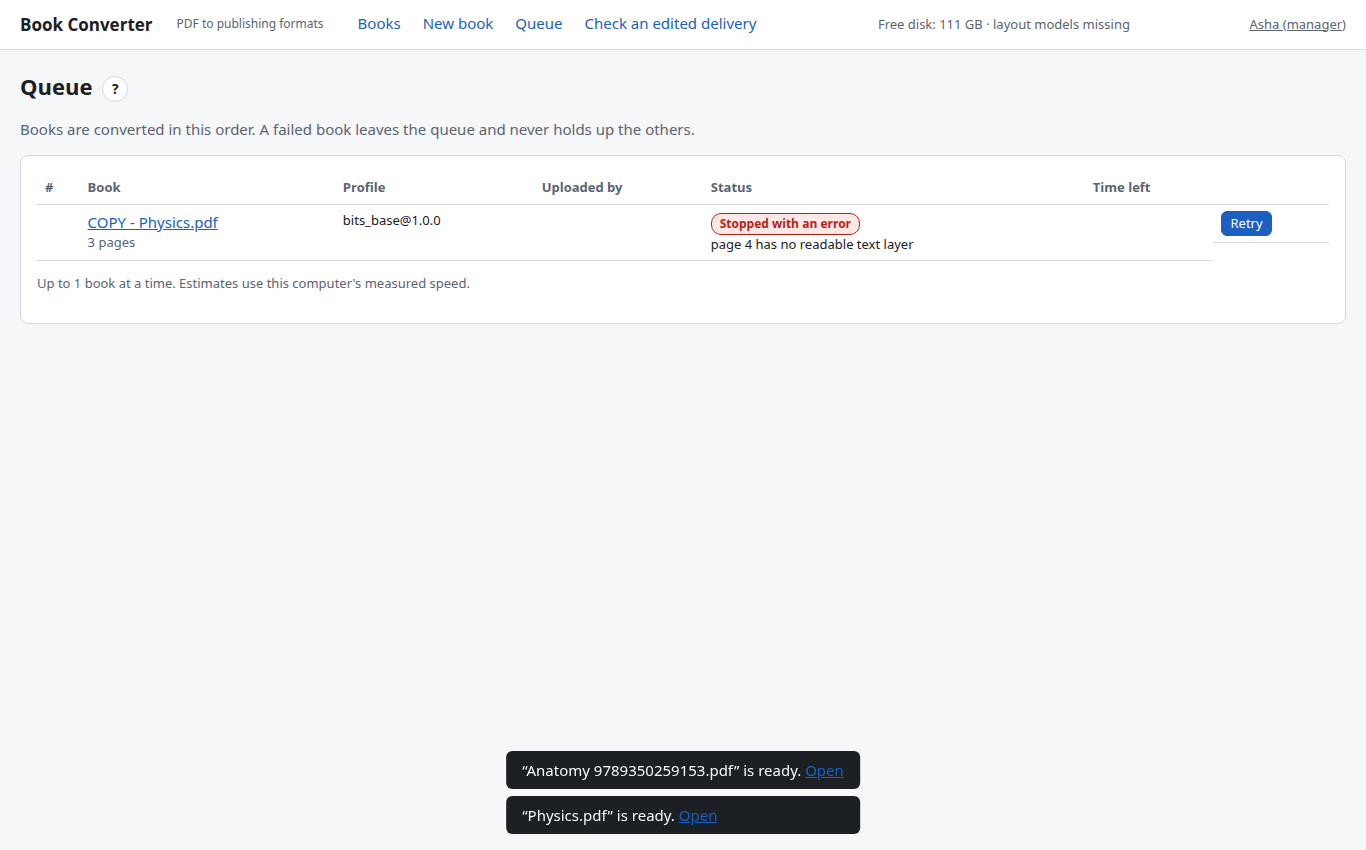 Book Converter PDF to publishing formats Books New book Queue Check an edited delivery Free disk: 111 GB · layout models missing Asha (manager)
Queue ?
Books are converted in this order. A failed book leaves the queue and never holds up the others.
# Book Profile Uploaded by Status Time left
COPY - Physics.pdf bits_base@1.0.0 Stopped with an error Retry
3 pages page 4 has no readable text layer
Up to 1 book at a time. Estimates use this computer's measured speed.
“Anatomy 9789350259153.pdf” is ready. Open
“Physics.pdf” is ready. Open